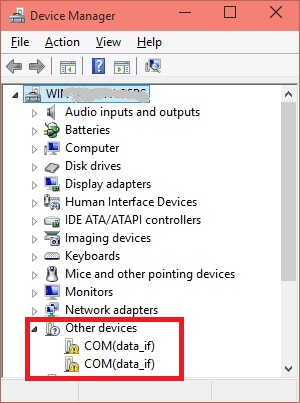 Device Manager
File Action View Help
Audio inputs and outputs
Batteries
Computer
Disk drives
Display adapters
Human Interface Devices
IDE ATA/ATAPI controllers
Imaging devices
Keyboards
Mice and other pointing devices
Monitors
Network adapters
Other devices
COM(data_if)
COM(data_if)